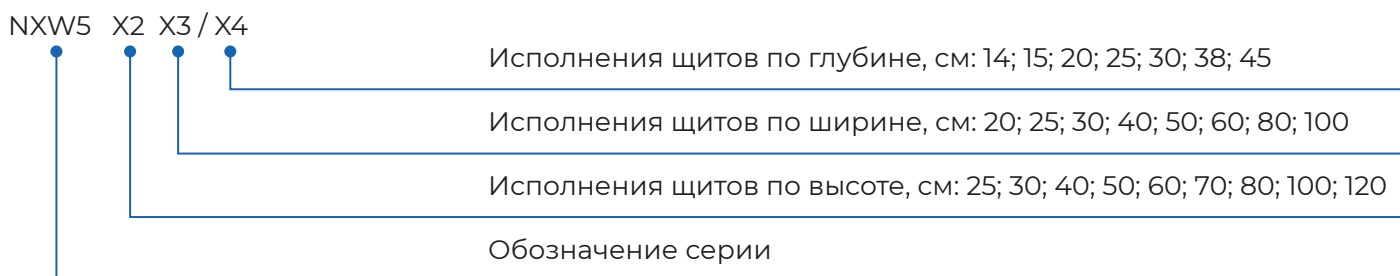 NXW5 X2 X3 / X4
Исполнения щитов по глубине, см: 14; 15; 20; 25; 30; 38; 45
Исполнения щитов по ширине, см: 20; 25; 30; 40; 50; 60; 80; 100
Исполнения щитов по высоте, см: 25; 30; 40; 50; 60; 70; 80; 100; 120
Обозначение серии